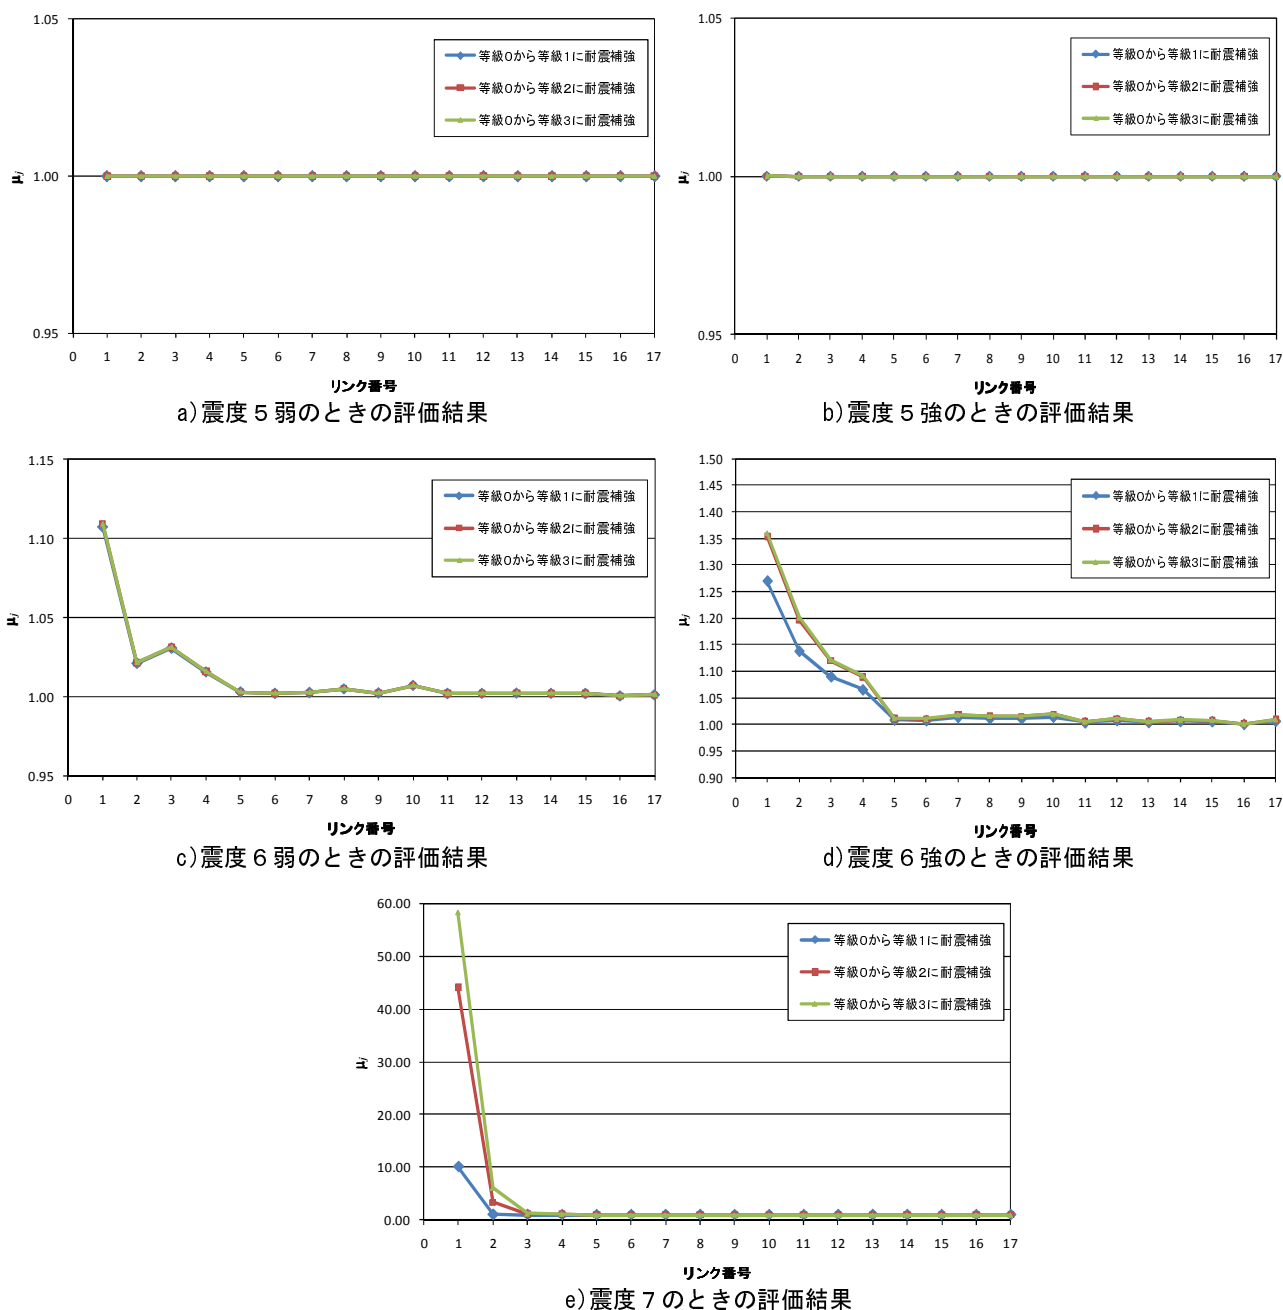 1.05
1.00
0.95
μj
0 1 2 3 4 5 6 7 8 9 10 11 12 13 14 15 16 17
リンク番号
等級0から等級1に耐震補強
等級0から等級2に耐震補強
等級0から等級3に耐震補強
a)震度５弱のときの評価結果
1.05
1.00
0.95
μj
0 1 2 3 4 5 6 7 8 9 10 11 12 13 14 15 16 17
リンク番号
等級0から等級1に耐震補強
等級0から等級2に耐震補強
等級0から等級3に耐震補強
b)震度５強のときの評価結果
1.15
1.10
1.05
1.00
0.95
μj
0 1 2 3 4 5 6 7 8 9 10 11 12 13 14 15 16 17
リンク番号
等級0から等級1に耐震補強
等級0から等級2に耐震補強
等級0から等級3に耐震補強
c)震度６弱のときの評価結果
1.50
1.45
1.40
1.35
1.30
1.25
1.20
1.15
1.10
1.05
1.00
0.95
0.90
μj
0 1 2 3 4 5 6 7 8 9 10 11 12 13 14 15 16 17
リンク番号
等級0から等級1に耐震補強
等級0から等級2に耐震補強
等級0から等級3に耐震補強
d)震度６強のときの評価結果
60.00
50.00
40.00
30.00
20.00
10.00
0.00
μj
0 1 2 3 4 5 6 7 8 9 10 11 12 13 14 15 16 17
リンク番号
等級0から等級1に耐震補強
等級0から等級2に耐震補強
等級0から等級3に耐震補強
e)震度７のときの評価結果